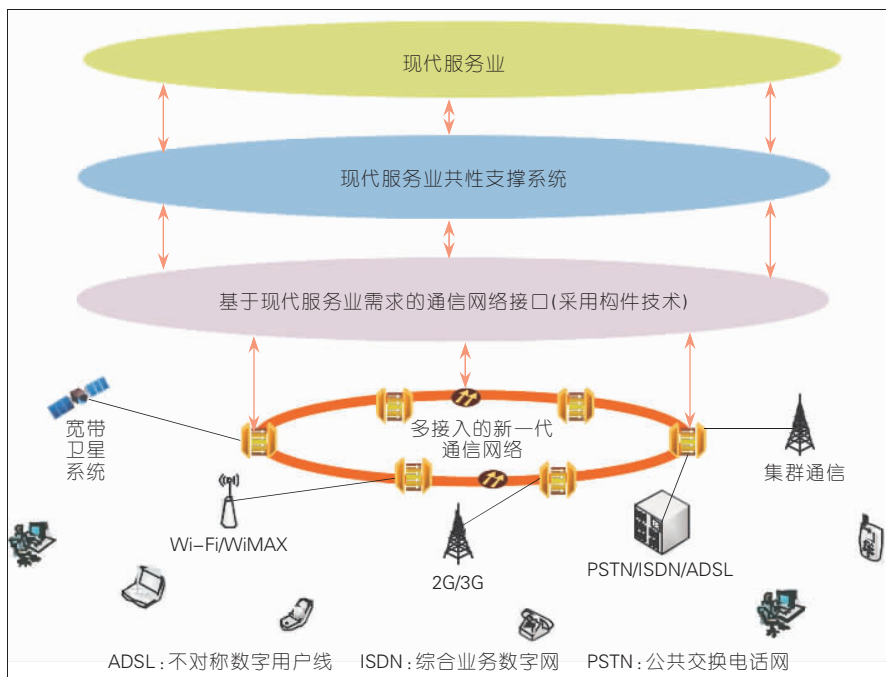 现代服务业
现代服务业共性支撑系统
基于现代服务业需求的通信网络接口(采用构件技术)
宽带
卫星
系统
多接入的新一代
通信网络
集群通信
Wi-Fi/WiMAX
2G/3G
PSTN/ISDN/ADSL
ADSL:不对称数字用户线 ISDN:综合业务数字网 PSTN:公共交换电话网